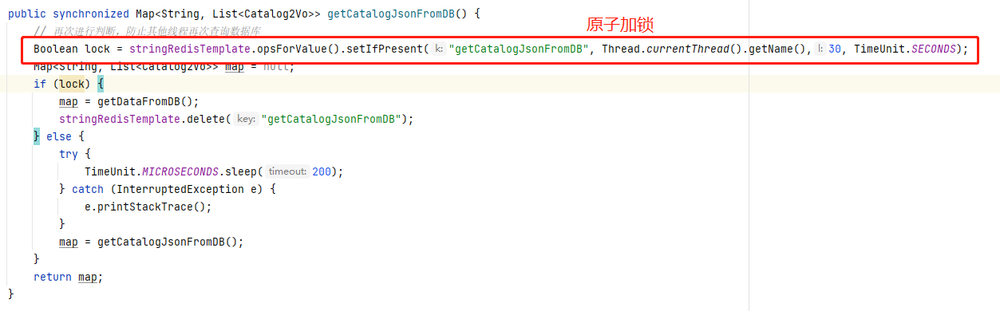 public synchronized Map<String, List<Catalog2Vo>> getCatalogJsonFromDB() {
原子加锁
// 再次进行判断，防止其他线程再次查询数据库
Boolean lock = stringRedisTemplate.opsForValue().setIfPresent( k: "getCatalogJsonFromDB", Thread.currentThread().getName(), l: 30, TimeUnit.SECONDS);
Map<String, List<Catalog2Vo>> map = null;
if (lock) {
map = getDataFromDB();
stringRedisTemplate.delete( key: "getCatalogJsonFromDB");
} else {
try {
TimeUnit.MICROSECONDS.sleep( timeout: 200);
} catch (InterruptedException e) {
e.printStackTrace();
}
map = getCatalogJsonFromDB();
}
return map;
}